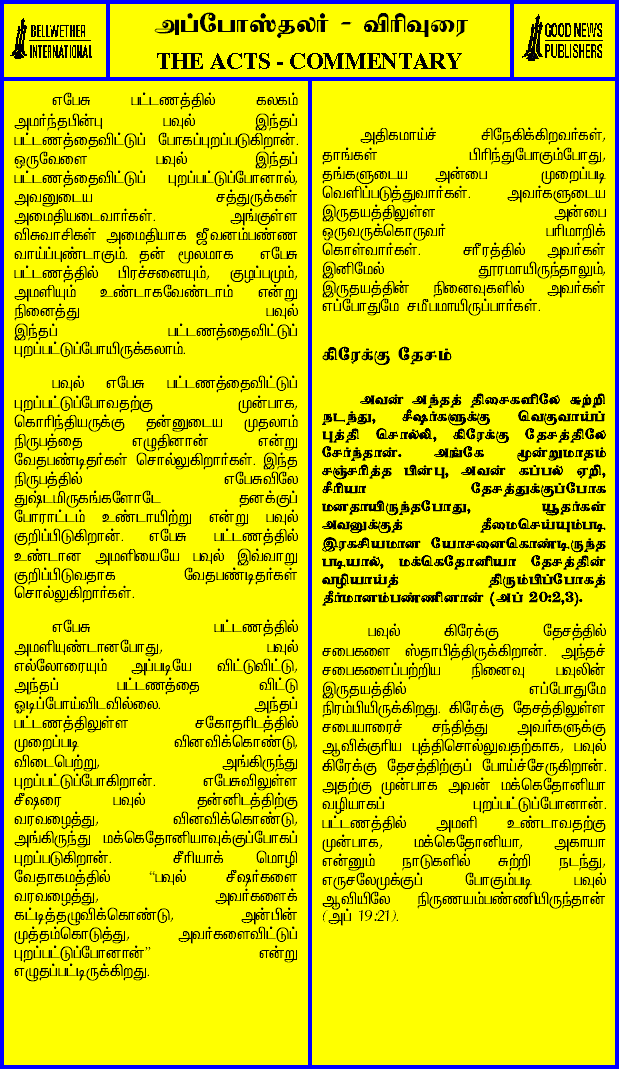 BELLWETHER
INTERNATIONAL
அப்போஸ்தலர் - விரிவுரை
THE ACTS - COMMENTARY
GOOD NEWS
PUBLISHERS
எபேசு பட்டணத்தில் கலகம்
அமர்ந்தபின்பு பவுல் இந்தப்
பட்டணத்தைவிட்டுப் போகப்புறப்படுகிறான்.
ஒருவேளை பவுல் இந்தப்
பட்டணத்தைவிட்டுப் புறப்பட்டுப்போனால்,
அவனுடைய சத்துருக்கள்
அமைதியடைவார்கள். அங்குள்ள
விசுவாசிகள் அமைதியாக ஜீவனம்பண்ண
வாய்ப்புண்டாகும். தன் மூலமாக எபேசு
பட்டணத்தில் பிரச்சனையும், குழப்பமும்,
அமளியும் உண்டாகவேண்டாம் என்று
நினைத்து பவுல்
இந்தப் பட்டணத்தைவிட்டுப்
புறப்பட்டுப்போயிருக்கலாம்.
பவுல் எபேசு பட்டணத்தைவிட்டுப்
புறப்பட்டுப்போவதற்கு முன்பாக,
கொரிந்தியருக்கு தன்னுடைய முதலாம்
நிருபத்தை எழுதினான் என்று
வேதபண்டிதர்கள் சொல்லுகிறார்கள். இந்த
நிருபத்தில் எபேசுவிலே
துஷ்டமிருகங்களோடே தனக்குப்
போராட்டம் உண்டாயிற்று என்று பவுல்
குறிப்பிடுகிறான். எபேசு பட்டணத்தில்
உண்டான அமளியையே பவுல் இவ்வாறு
குறிப்பிடுவதாக வேதபண்டிதர்கள்
சொல்லுகிறார்கள்.
எபேசு பட்டணத்தில்
அமளியுண்டானபோது, பவுல்
எல்லோரையும் அப்படியே விட்டுவிட்டு,
அந்தப் பட்டணத்தை விட்டு
ஓடிப்போய்விடவில்லை. அந்தப்
பட்டணத்திலுள்ள சகோதரிடத்தில்
முறைப்படி வினவிக்கொண்டு,
விடைபெற்று, அங்கிருந்து
புறப்பட்டுப்போகிறான். எபேசுவிலுள்ள
சீஷரை பவுல் தன்னிடத்திற்கு
வரவழைத்து, வினவிக்கொண்டு,
அங்கிருந்து மக்கெதோனியாவுக்குப்போகப்
புறப்படுகிறான். சீரியாக் மொழி
வேதாகமத்தில் “பவுல் சீஷர்களை
வரவழைத்து, அவர்களைக்
கட்டித்தழுவிக்கொண்டு, அன்பின்
முத்தம்கொடுத்து, அவர்களைவிட்டுப்
புறப்பட்டுப்போனான்” என்று
எழுதப்பட்டிருக்கிறது.
அதிகமாய்ச் சிநேகிக்கிறவர்கள்,
தாங்கள் பிரிந்துபோகும்போது,
தங்களுடைய அன்பை முறைப்படி
வெளிப்படுத்துவார்கள். அவர்களுடைய
இருதயத்திலுள்ள அன்பை
ஒருவருக்கொருவர் பரிமாறிக்
கொள்வார்கள். சரீரத்தில் அவர்கள்
இனிமேல் தூரமாயிருந்தாலும்,
இருதயத்தின் நினைவுகளில் அவர்கள்
எப்போதுமே சமீபமாயிருப்பார்கள்.
கிரேக்கு தேசம்
அவன் அந்தத் திசைகளிலே சுற்றி
நடந்து, சீஷர்களுக்கு வெகுவாய்ப்
புத்தி சொல்லி, கிரேக்கு தேசத்திலே
சேர்ந்தான். அங்கே மூன்றுமாதம்
சஞ்சரித்த பின்பு, அவன் கப்பல் ஏறி,
சீரியா தேசத்துக்குப்போக
மனதாயிருந்தபோது, யூதர்கள்
அவனுக்குத் தீமைசெய்யும்படி
இரகசியமான யோசனைகொண்டிருந்த
படியால், மக்கெதோனியா தேசத்தின்
வழியாய்த் திரும்பிப்போகத்
தீர்மானம்பண்ணினான் (அப் 20:2,3).
பவுல் கிரேக்கு தேசத்தில்
சபைகளை ஸ்தாபித்திருக்கிறான். அந்தச்
சபைகளைப்பற்றிய நினைவு பவுலின்
இருதயத்தில் எப்போதுமே
நிரம்பியிருக்கிறது. கிரேக்கு தேசத்திலுள்ள
சபையாரைச் சந்தித்து அவர்களுக்கு
ஆவிக்குரிய புத்திசொல்லுவதற்காக, பவுல்
கிரேக்கு தேசத்திற்குப் போய்ச்சேருகிறான்.
அதற்கு முன்பாக அவன் மக்கெதோனியா
வழியாகப் புறப்பட்டுப்போனான்.
பட்டணத்தில் அமளி உண்டாவதற்கு
முன்பாக, மக்கெதோனியா, அகாயா
என்னும் நாடுகளில் சுற்றி நடந்து,
எருசலேமுக்குப் போகும்படி பவுல்
ஆவியிலே நிருணயம்பண்ணியிருந்தான்
(அப் 19:21).